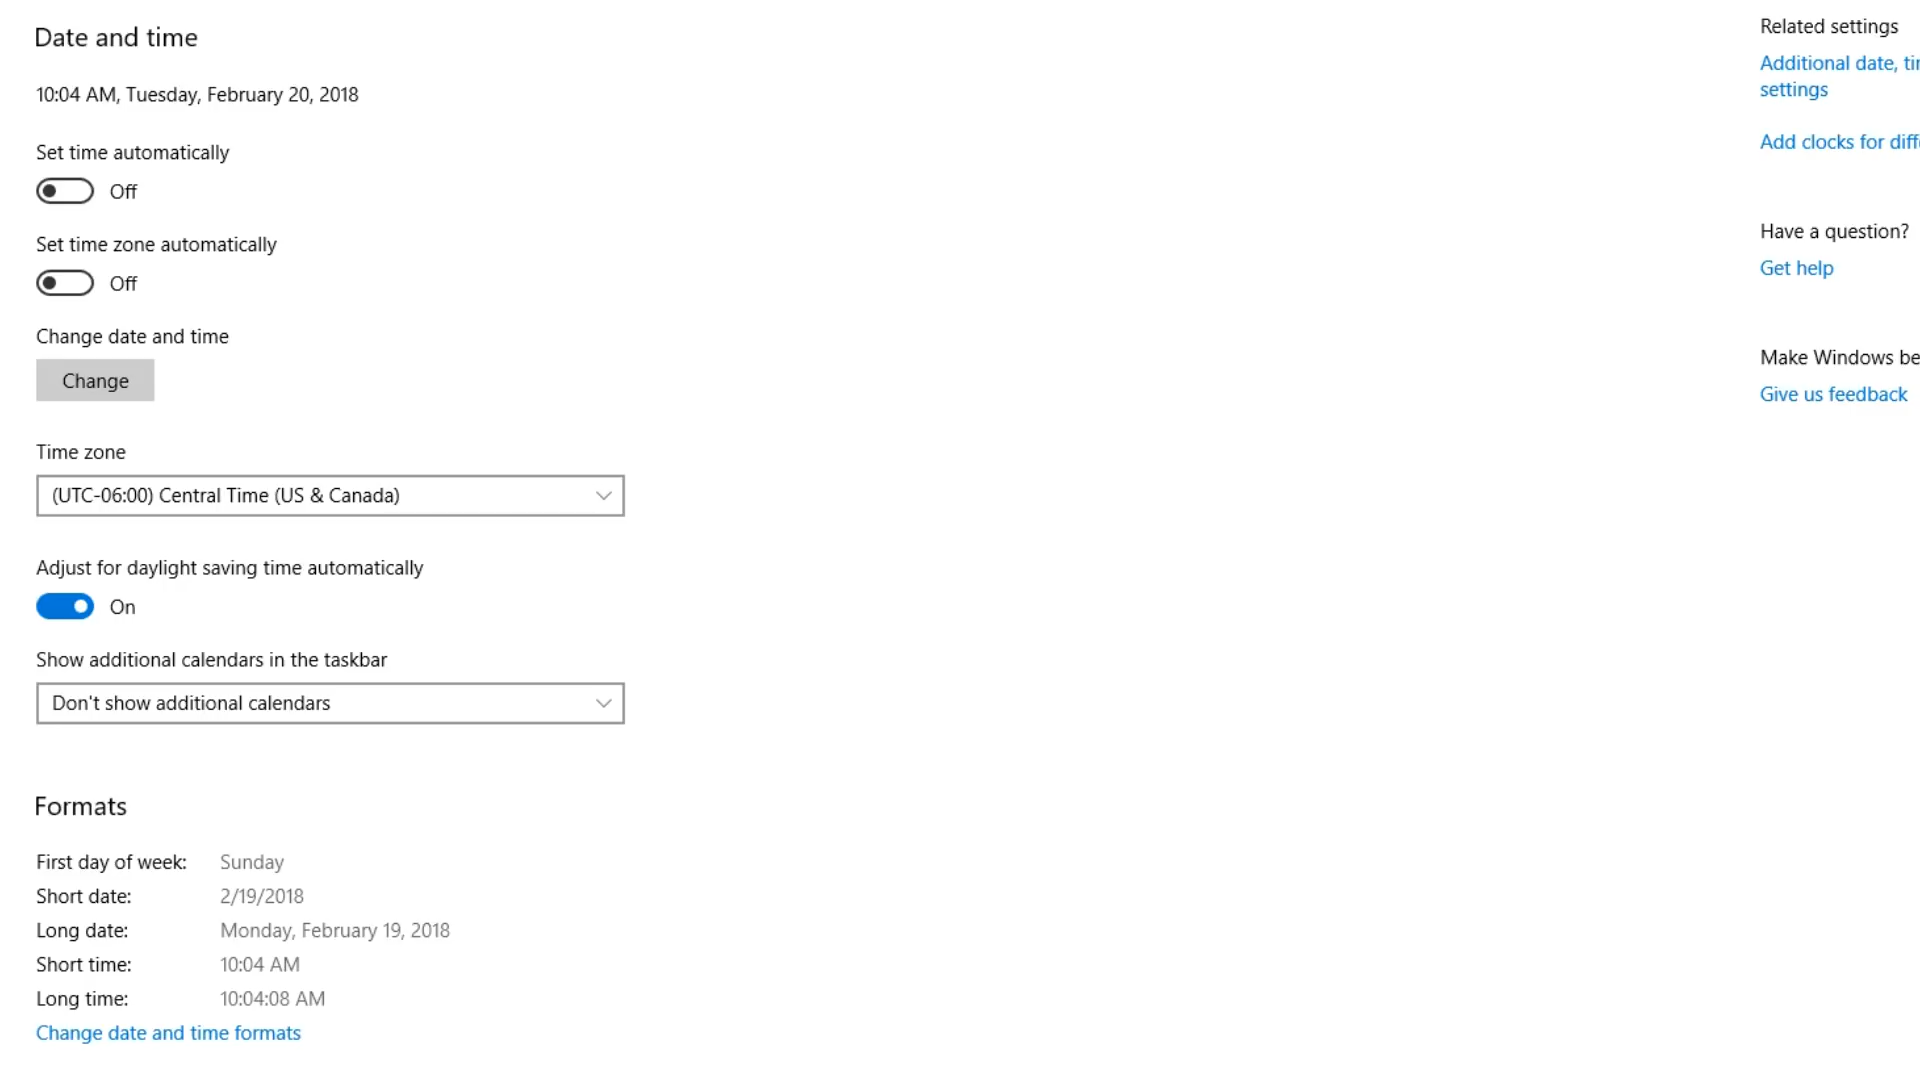 Date and time
10:04 AM, Tuesday, February 20, 2018
Set time automatically
Off
Set time zone automatically
Off
Change date and time
Change
Time zone
(UTC-06:00) Central Time (US & Canada)
Adjust for daylight saving time automatically
On
Show additional calendars in the taskbar
Don't show additional calendars
Formats
First day of week: Sunday
Short date: 2/19/2018
Long date: Monday, February 19, 2018
Short time: 10:04 AM
Long time: 10:04:08 AM
Change date and time formats
Related settings
Additional date,
settings
Add clocks for
Have a question?
Get help
Make Windows
Give us feedback